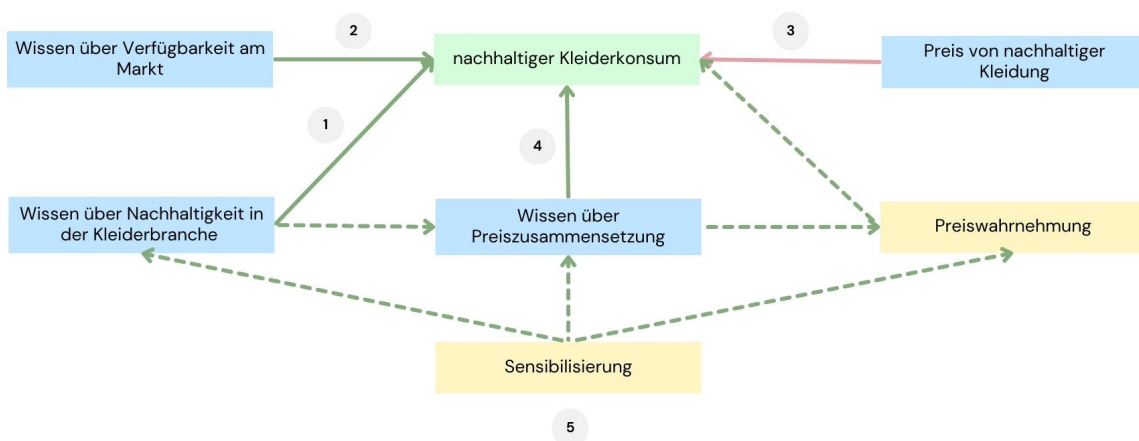 2
3
Wissen über Verfügbarkeit am
Markt
nachhaltiger Kleiderkonsum
Preis von nachhaltiger
Kleidung
1
4
Wissen über Nachhaltigkeit in
der Kleiderbranche
Wissen über
Preiszusammensetzung
Preiswahrnehmung
Sensibilisierung
5